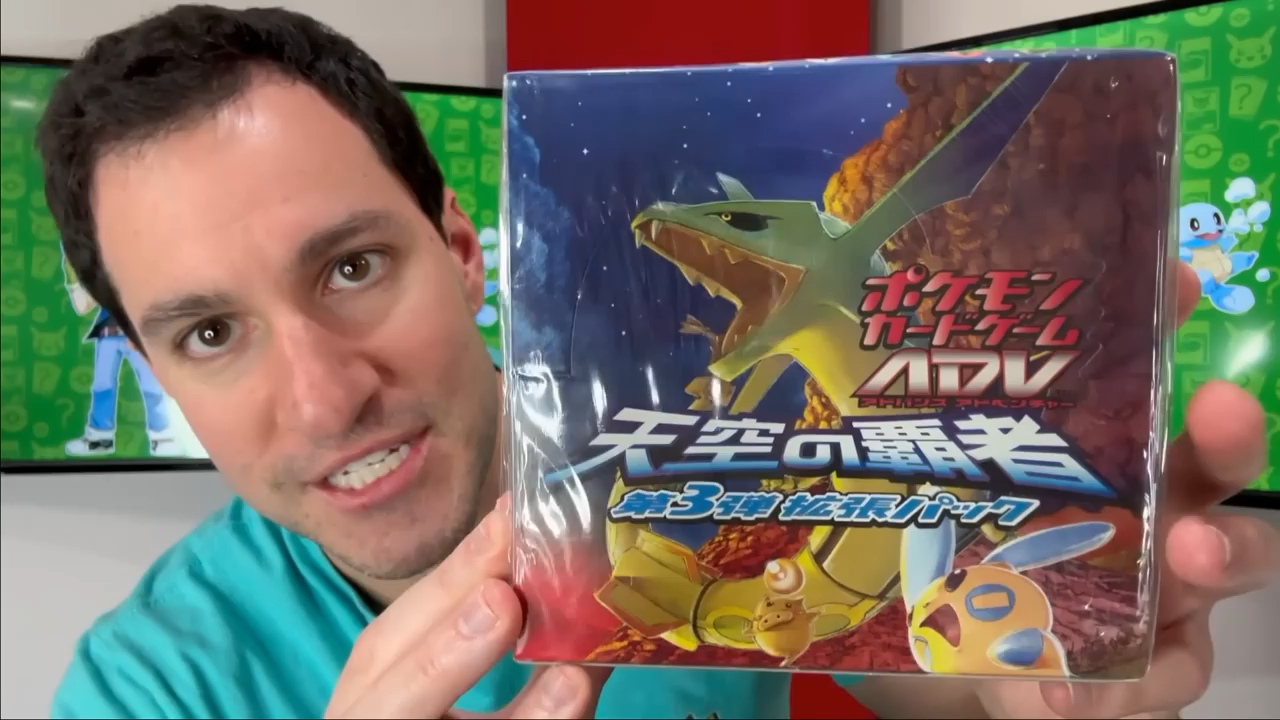 ポケモン
カードゲーム
ADV
アドバンス アドベンチャー
天空の覇者
第3弾 拡張パック